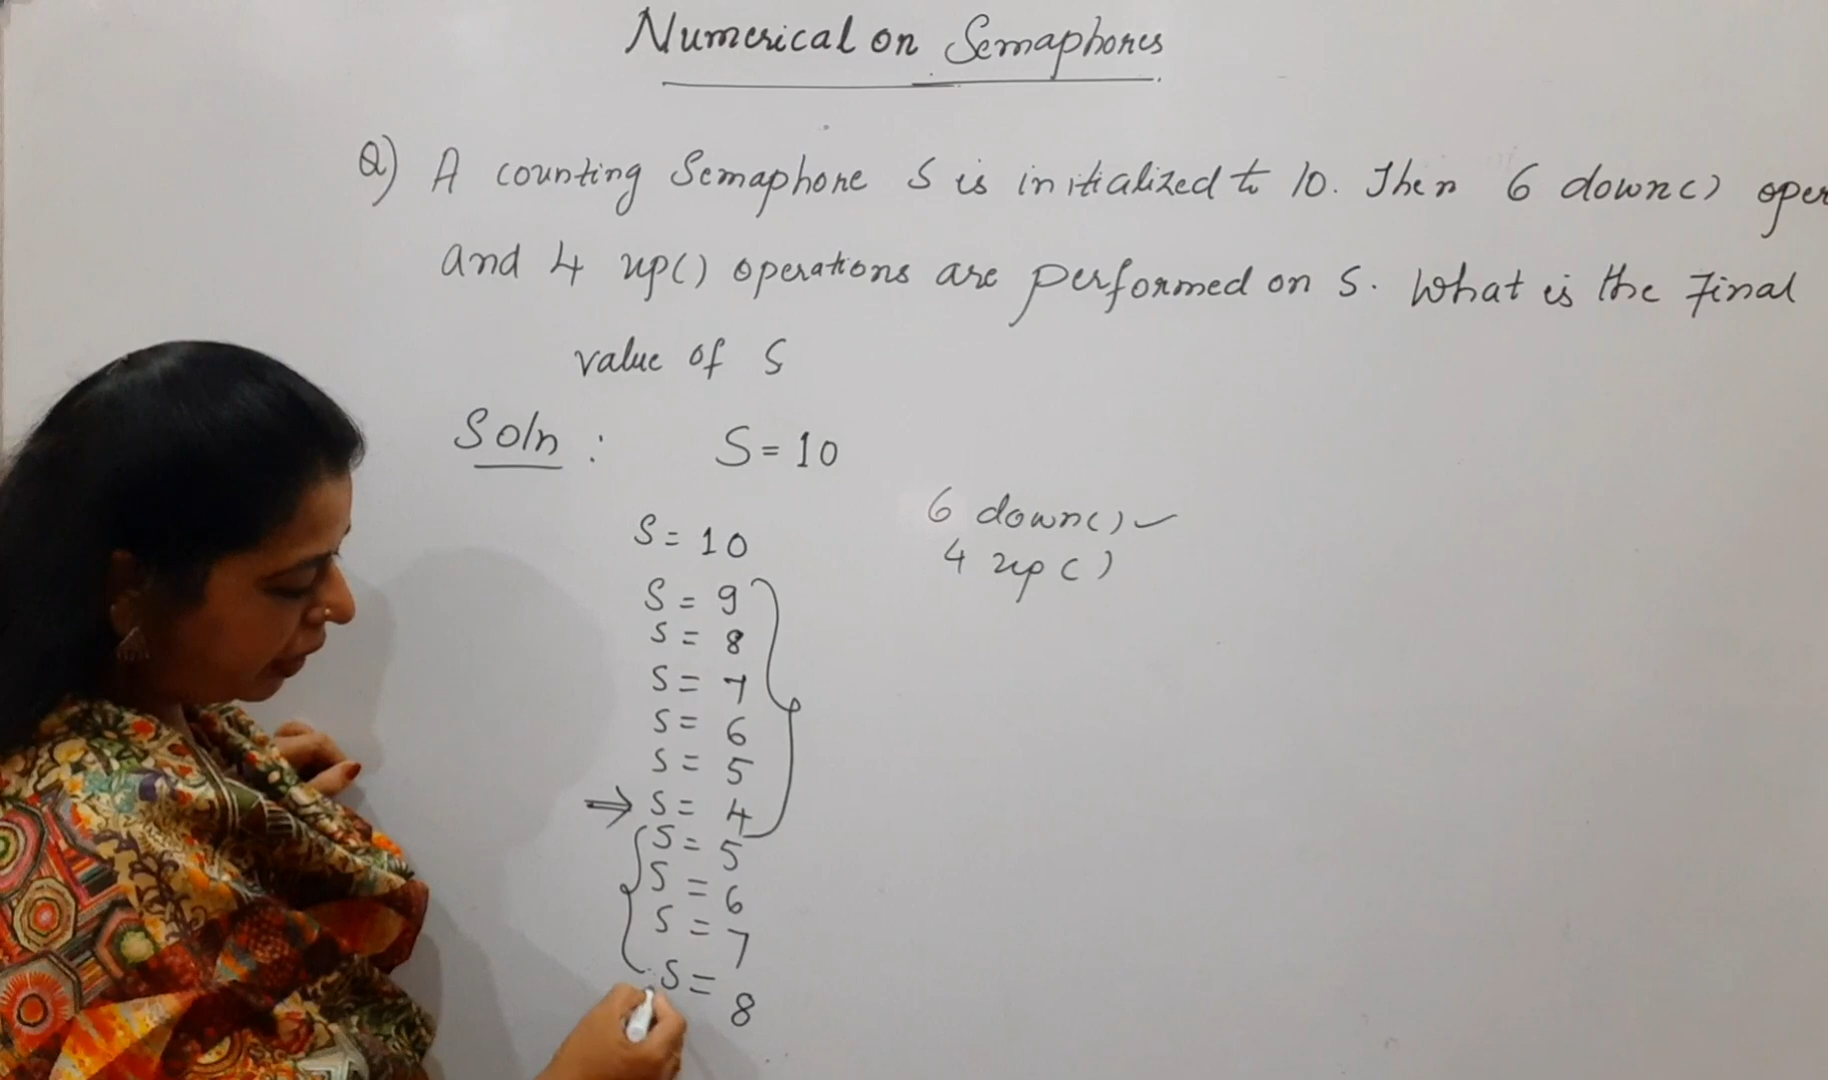 Numerical on Semaphores
Q) A counting Semaphore S is initialized to 10. Then 6 down() oper
and 4 up() operations are performed on S. What is the Final
value of S
Soln : S = 10
6 down()
S = 10
4 up()
S = 9
S = 8
S = 7
S = 6
S = 5
⇒ S = 4
S = 5
S = 6
S = 7
S = 8